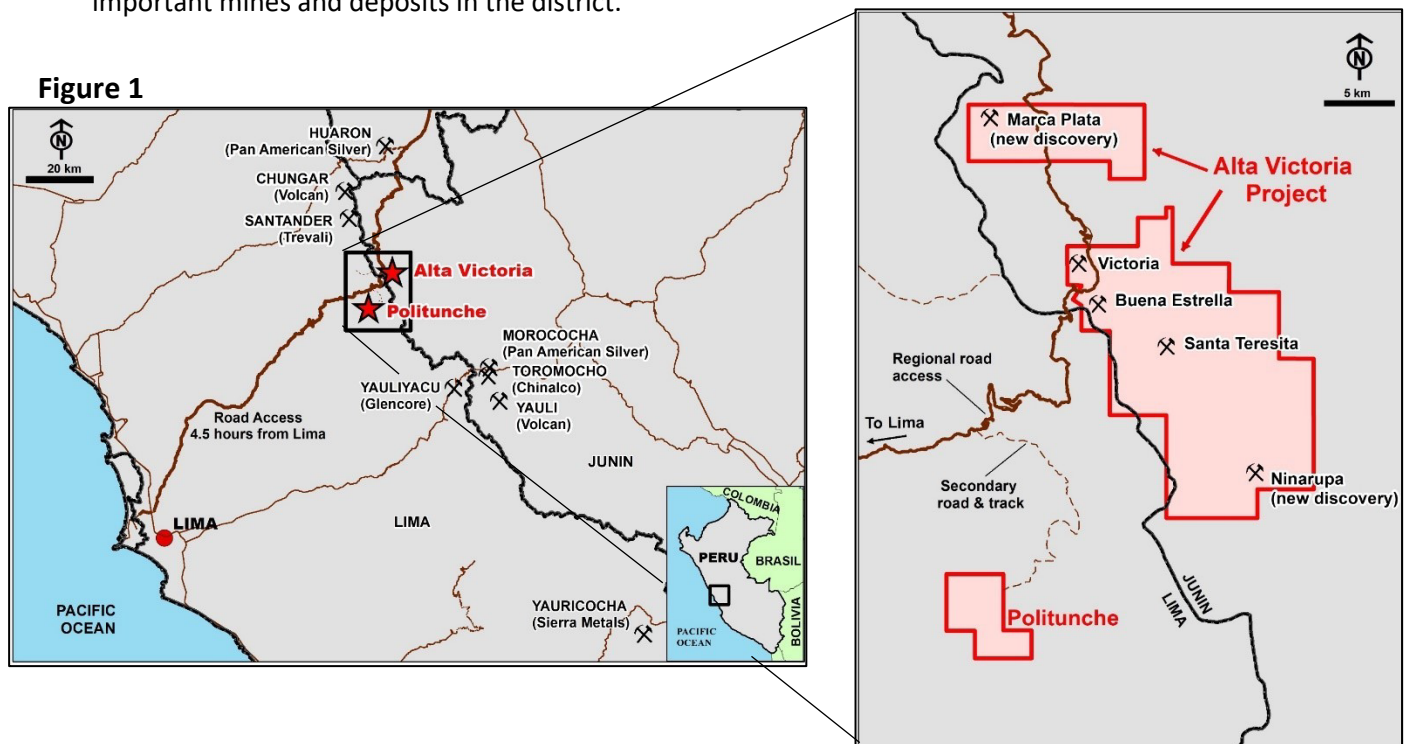 important mines and deposits in the district.
Figure 1
N
20 km
HUARON
(Pan American Silver)
CHUNGAR
(Volcan)
SANTANDER
(Trevali)
Alta Victoria
Politunche
MOROCOCHA
(Pan American Silver)
TOROMOCHO
(Chinalco)
YAULIYACU
(Glencore)
YAULI
(Volcan)
Road Access
4.5 hours from Lima
JUNIN
LIMA
LIMA
PACIFIC
OCEAN
YAURICOCHA
(Sierra Metals)
COLOMBIA
PERU
BRASIL
BOLIVIA
PACIFIC
OCEAN
N
5 km
Marca Plata
(new discovery)
Alta Victoria
Project
Victoria
Buena Estrella
Santa Teresita
Regional road
access
To Lima
Secondary
road & track
Ninarupa
(new discovery)
JUNIN
LIMA
Politunche